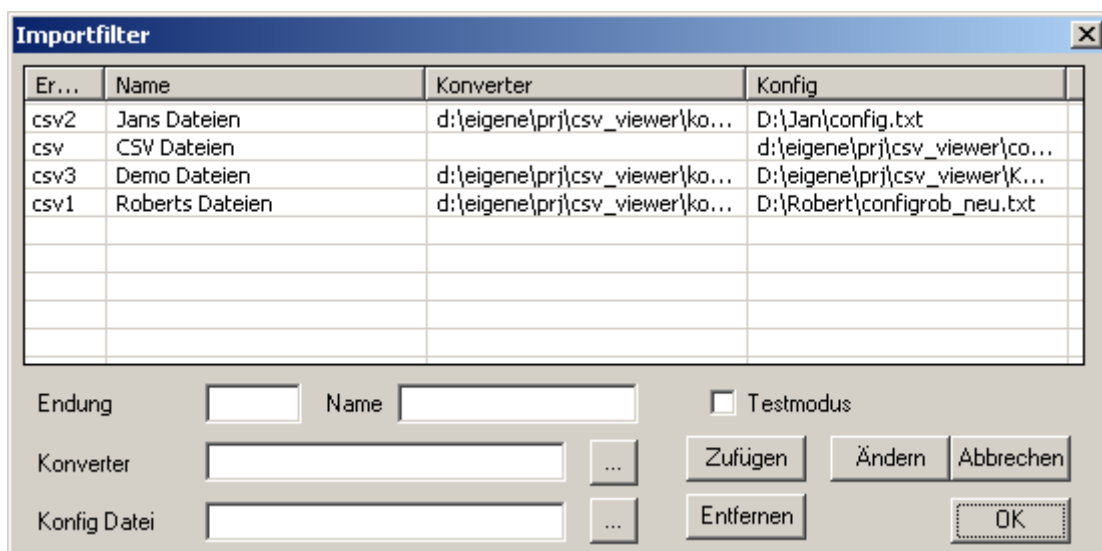 Importfilter
Er... Name Konverter Konfig
csv2 Jans Dateien d:\eigene\prj\csv_viewer\ko... D:\Jan\config.txt
csv CSV Dateien d:\eigene\prj\csv_viewer\co...
csv3 Demo Dateien d:\eigene\prj\csv_viewer\ko... D:\eigene\prj\csv_viewer\K...
csv1 Roberts Dateien d:\eigene\prj\csv_viewer\ko... D:\Robert\configrob_neu.txt
Endung Name Testmodus
Konverter ... Zufügen Ändern Abbrechen
Konfig Datei ... Entfernen OK